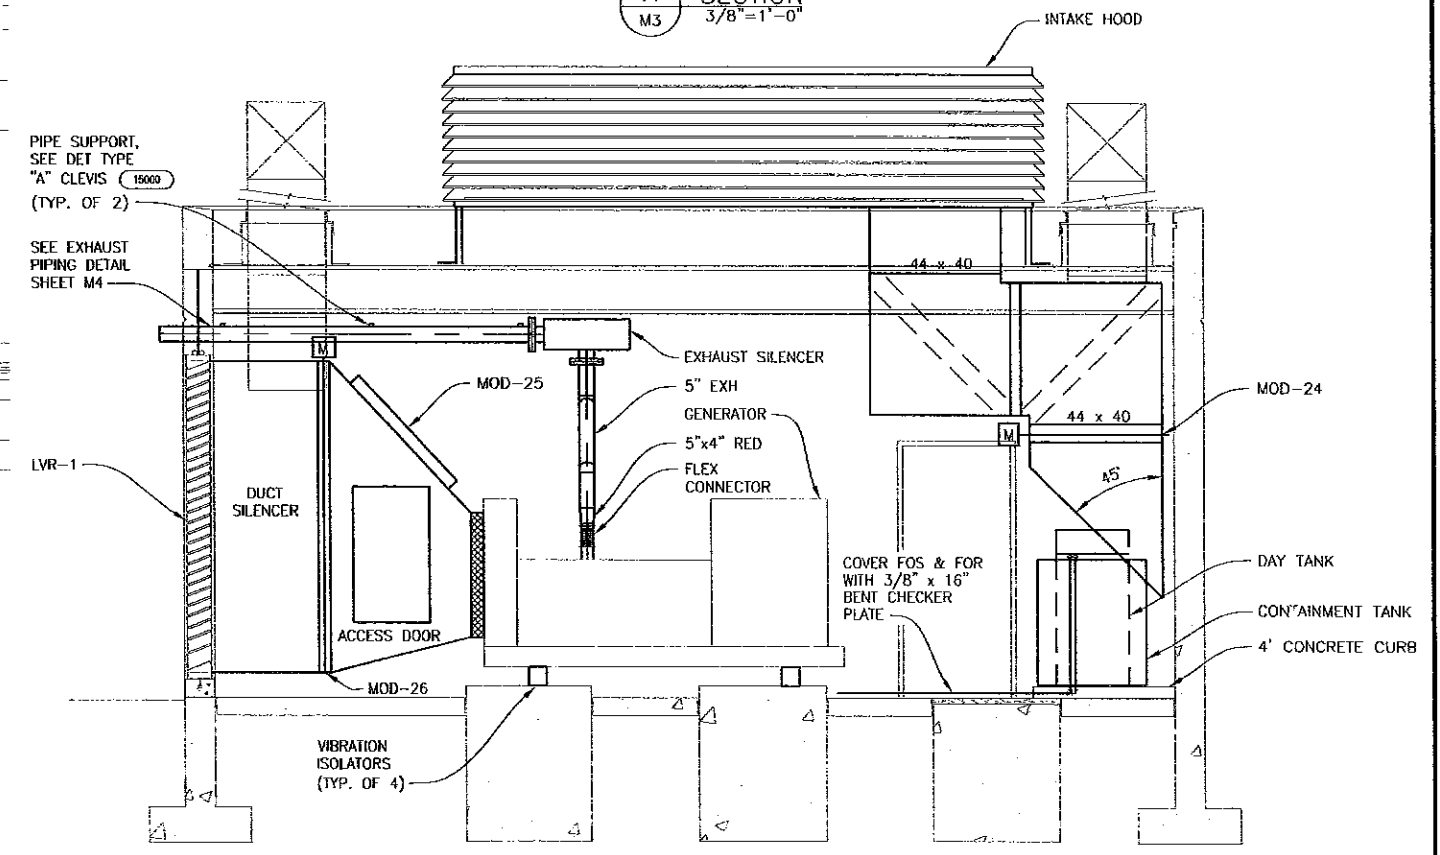 SECTION
M3
3/8"=1'-0"
INTAKE HOOD
PIPE SUPPORT,
SEE DET TYPE
"A" CLEVIS 15000
(TYP. OF 2)
SEE EXHAUST
PIPING DETAIL
SHEET M4
44 x 40
M
EXHAUST SILENCER
MOD-25
5" EXH
MOD-24
GENERATOR
44 x 40
M
5"x4" RED
LVR-1
FLEX
CONNECTOR
45°
DUCT
SILENCER
COVER FOS & FOR
WITH 3/8" x 16"
BENT CHECKER
PLATE
DAY TANK
CONTAINMENT TANK
ACCESS DOOR
4' CONCRETE CURB
MOD-26
VIBRATION
ISOLATORS
(TYP. OF 4)